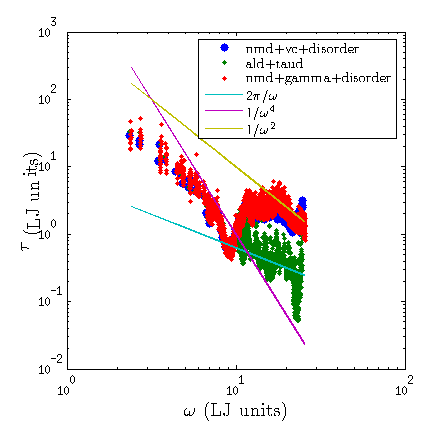 10^3
10^2
10^1
10^0
10^-1
10^-2
τ (LJ units)
nmd+vc+disorder
ald+taud
nmd+gamma+disorder
2π/ω
1/ω^4
1/ω^2
10^0 10^1 10^2
ω (LJ units)